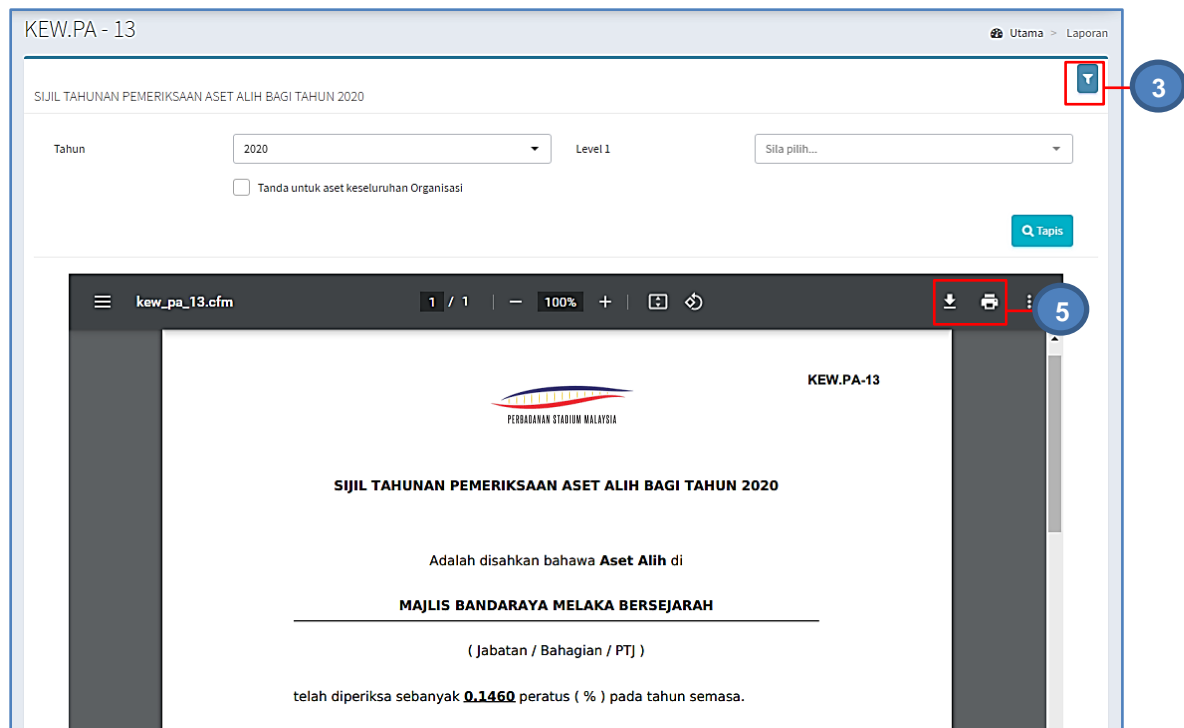 KEW.PA - 13
Utama > Laporan
3
SIJIL TAHUNAN PEMERIKSAAN ASET ALIH BAGI TAHUN 2020
Tahun 2020 Level 1 Sila pilih...
Tanda untuk aset keseluruhan Organisasi
Tapis
kew_pa_13.cfm 1 / 1 | — 100% + |
5
KEW.PA-13
PERBADANAN STADIUM MALAYSIA
SIJIL TAHUNAN PEMERIKSAAN ASET ALIH BAGI TAHUN 2020
Adalah disahkan bahawa Aset Alih di
MAJLIS BANDARAYA MELAKA BERSEJARAH
( Jabatan / Bahagian / PTJ )
telah diperiksa sebanyak 0.1460 peratus ( % ) pada tahun semasa.